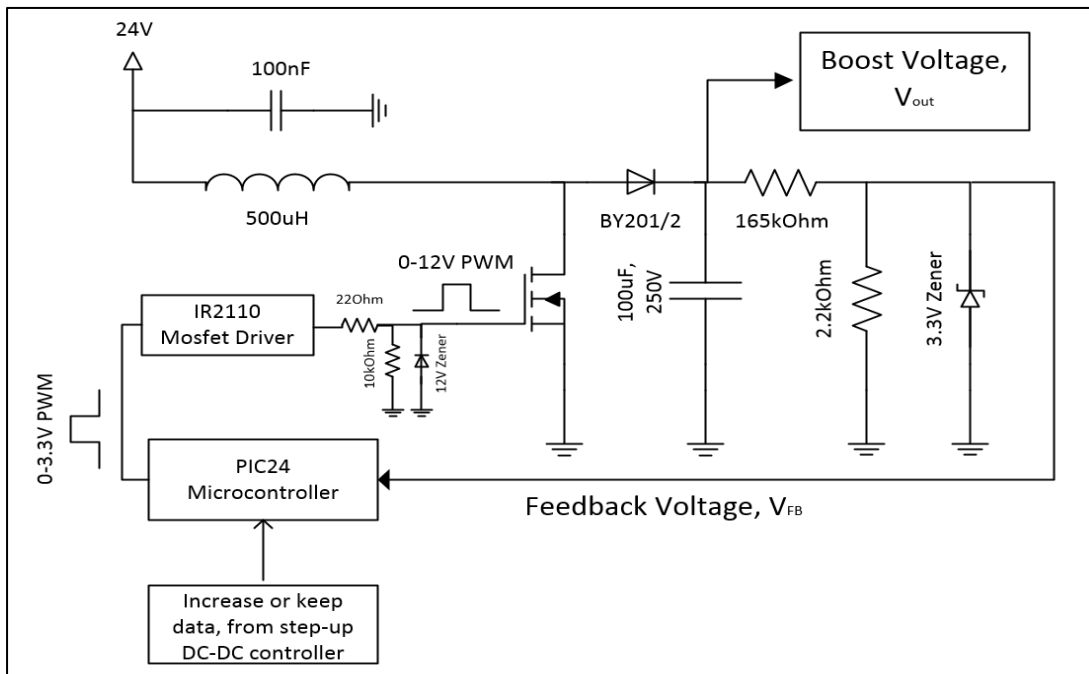 24V
100nF
Boost Voltage,
Vout
500uH
BY201/2
165kOhm
0-12V PWM
100uF,
250V
2.2kOhm
3.3V Zener
IR2110
Mosfet Driver
22Ohm
10kOhm
12V Zener
0-3.3V PWM
PIC24
Microcontroller
Feedback Voltage, VFB
Increase or keep
data, from step-up
DC-DC controller